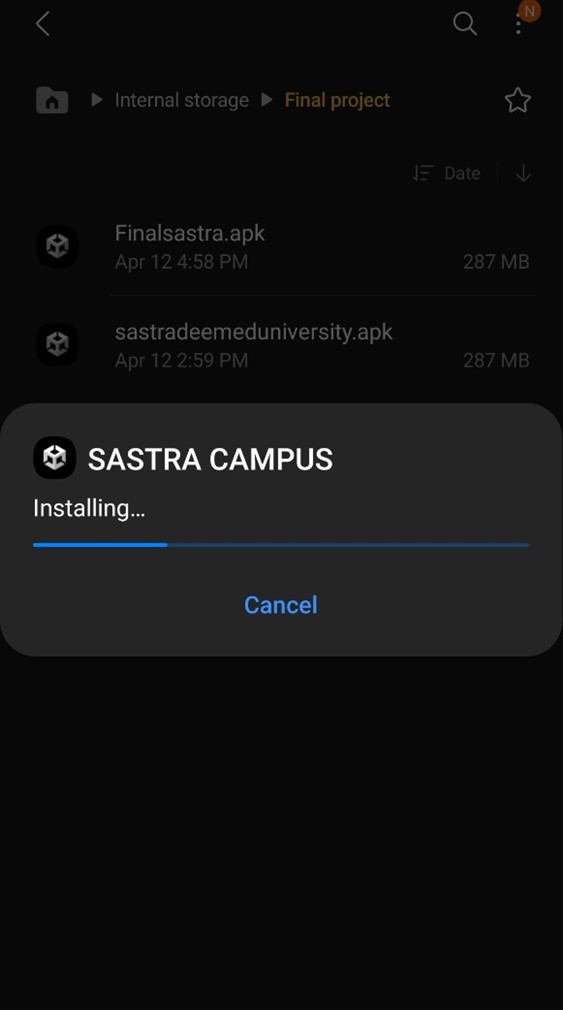 N
Internal storage Final project
Date
Finalsastra.apk
Apr 12 4:58 PM 287 MB
sastradeemeduniversity.apk
Apr 12 2:59 PM 287 MB
SASTRA CAMPUS
Installing...
Cancel